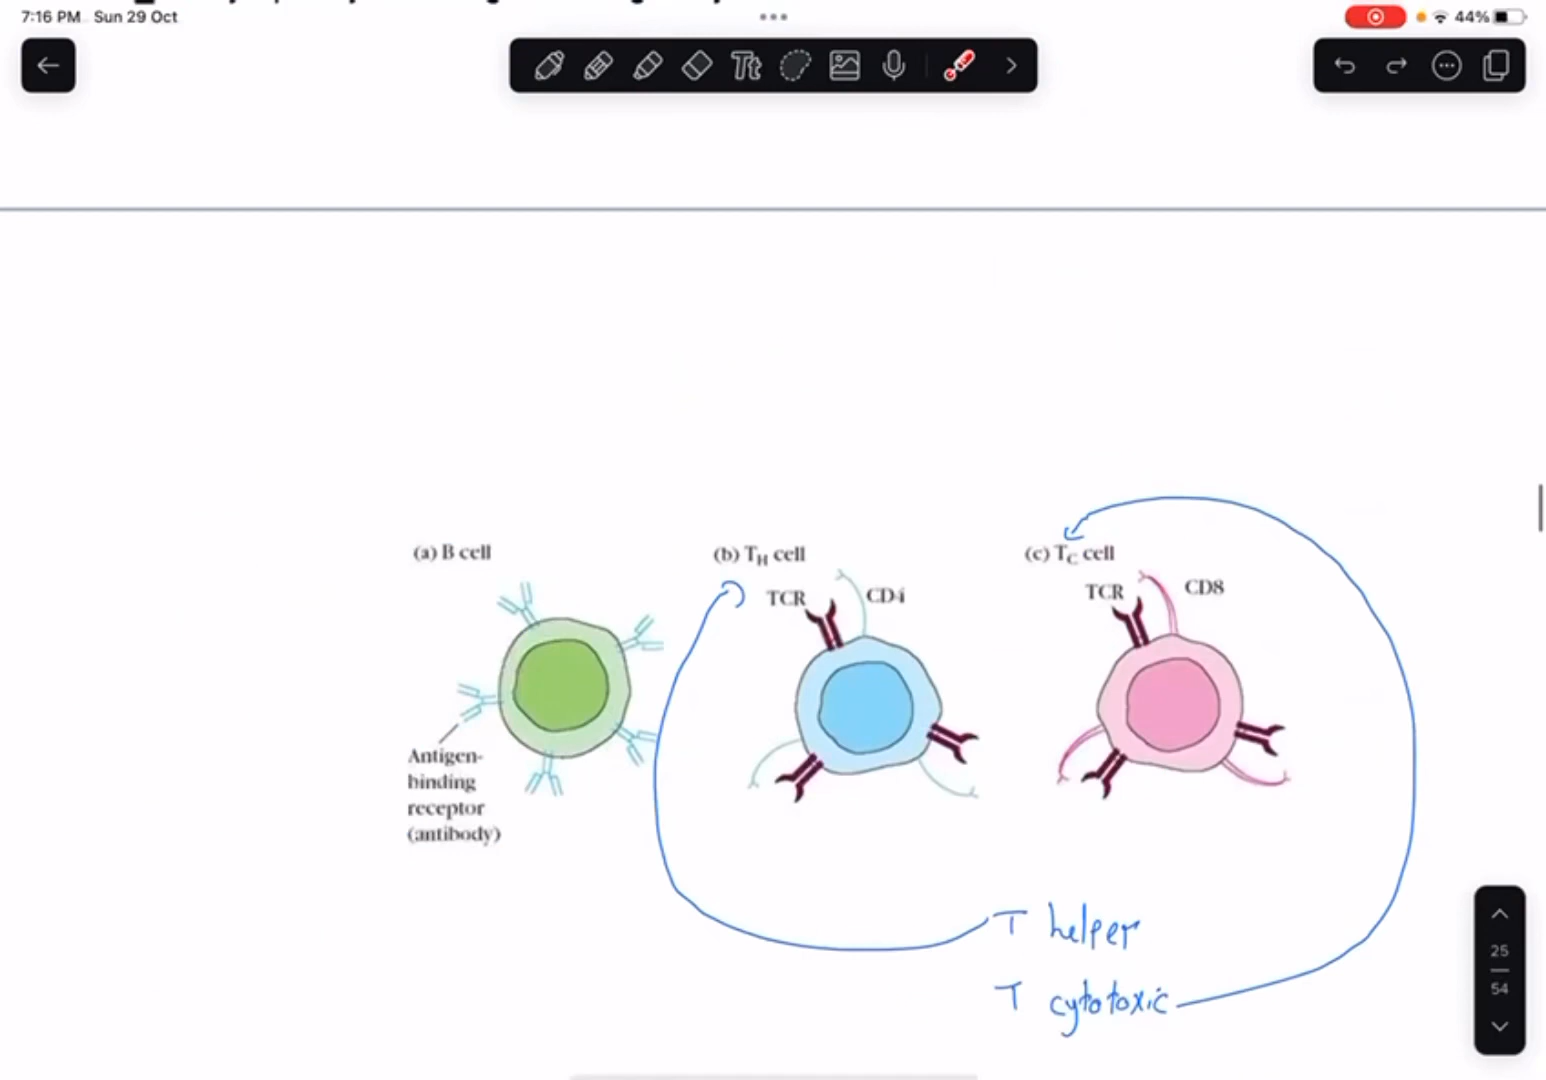 7:16 PM Sun 29 Oct
44%
Tt
(a) B cell
(b) TH cell
(c) TC cell
TCR
CD4
TCR
CD8
Antigen-
binding
receptor
(antibody)
T helper
T cytotoxic
25
54